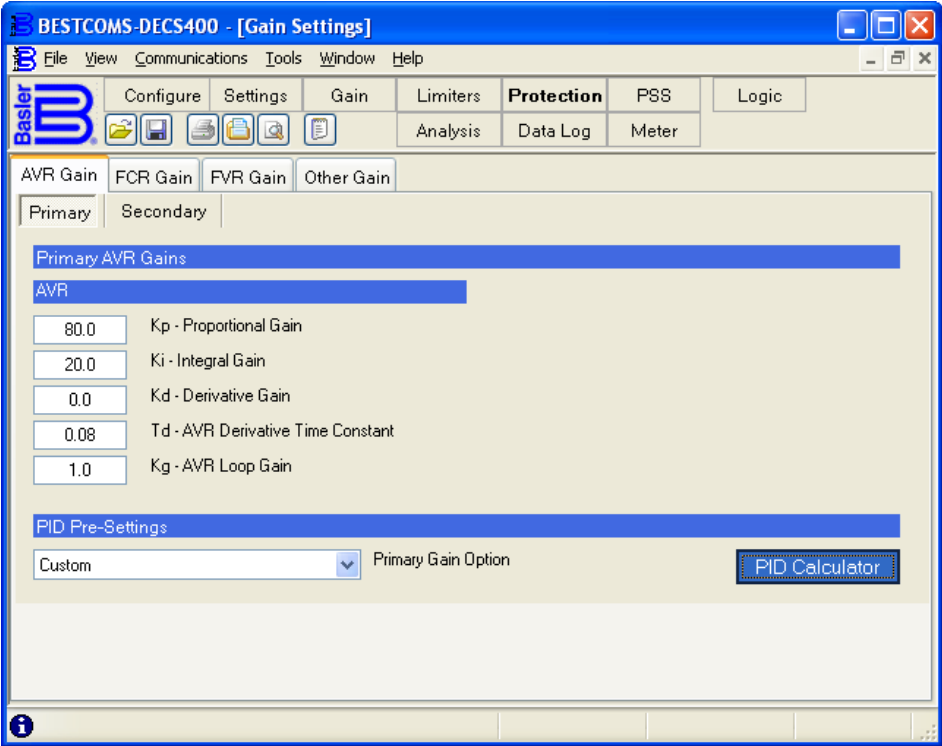 BESTCOMS-DECS400 - [Gain Settings]
File View Communications Tools Window Help
Basler
Configure Settings Gain Limiters Protection PSS Logic
Analysis Data Log Meter
AVR Gain FCR Gain FVR Gain Other Gain
Primary Secondary
Primary AVR Gains
AVR
80.0 Kp - Proportional Gain
20.0 Ki - Integral Gain
0.0 Kd - Derivative Gain
0.08 Td - AVR Derivative Time Constant
1.0 Kg - AVR Loop Gain
PID Pre-Settings
Custom Primary Gain Option PID Calculator